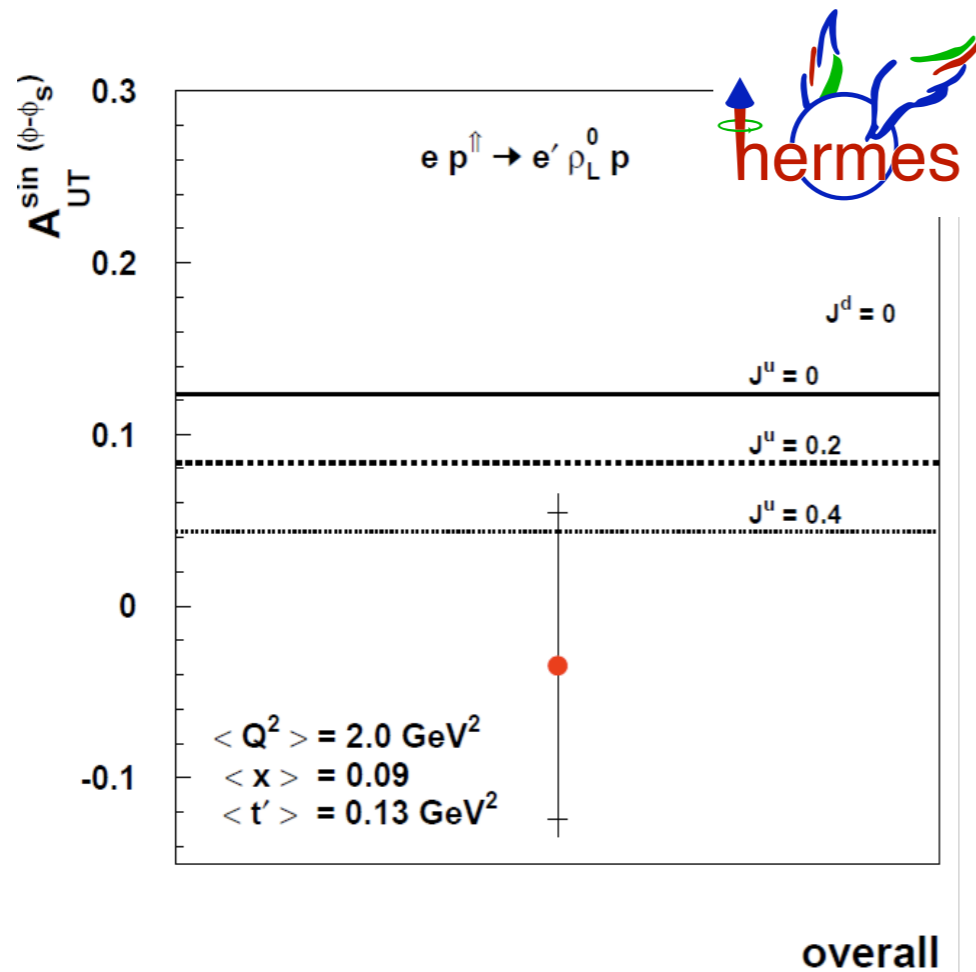 A_UT^sin (ϕ-ϕ_S)
0.3
0.2
0.1
0
-0.1
e p^⇑ → e′ ρ_L^0 p
hermes
J^d = 0
J^u = 0
J^u = 0.2
J^u = 0.4
< Q^2 > = 2.0 GeV^2
< x > = 0.09
< t′ > = 0.13 GeV^2
overall